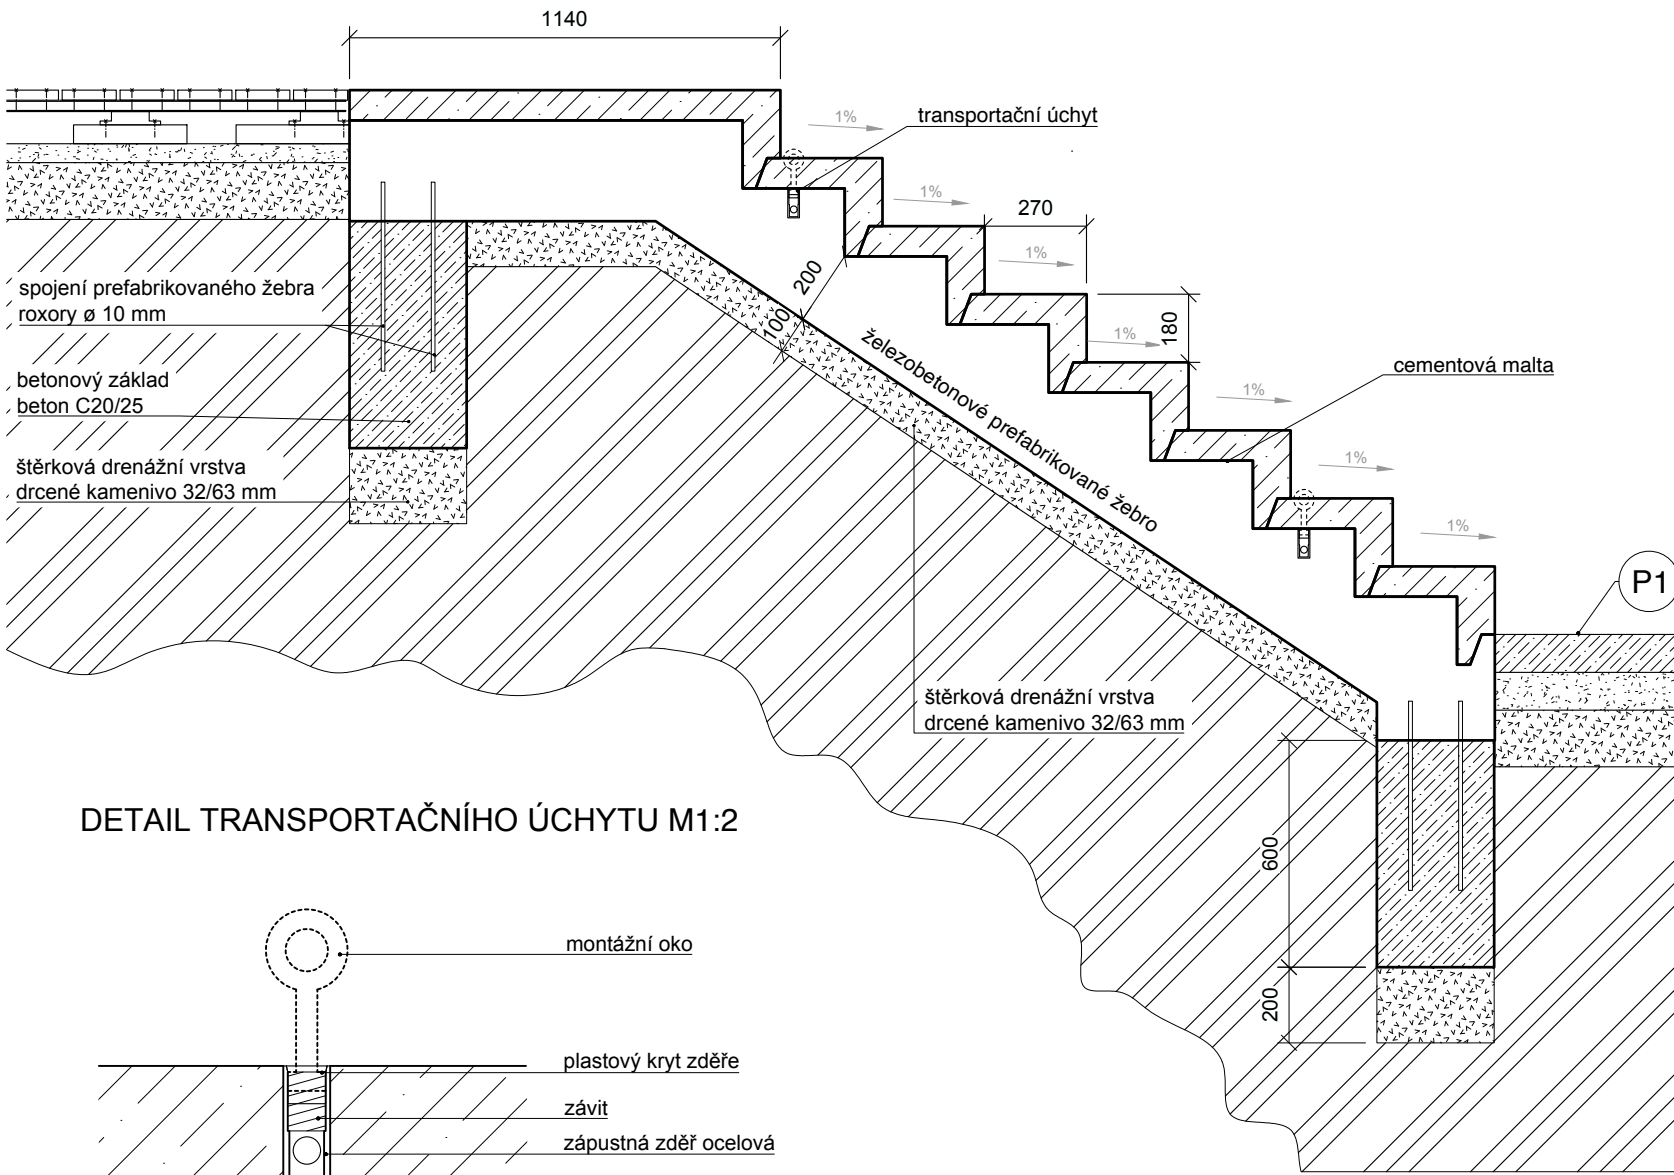 1140
1%
transportační úchyt
1%
270
1%
200
100
180
1%
spojení prefabrikovaného žebra
roxory ø 10 mm
železobetonové prefabrikované žebro
cementová malta
betonový základ
beton C20/25
1%
štěrková drenážní vrstva
drcené kamenivo 32/63 mm
1%
1%
P1
štěrková drenážní vrstva
drcené kamenivo 32/63 mm
600
200
DETAIL TRANSPORTAČNÍHO ÚCHYTU M1:2
montážní oko
plastový kryt zděře
závit
zápustná zděř ocelová